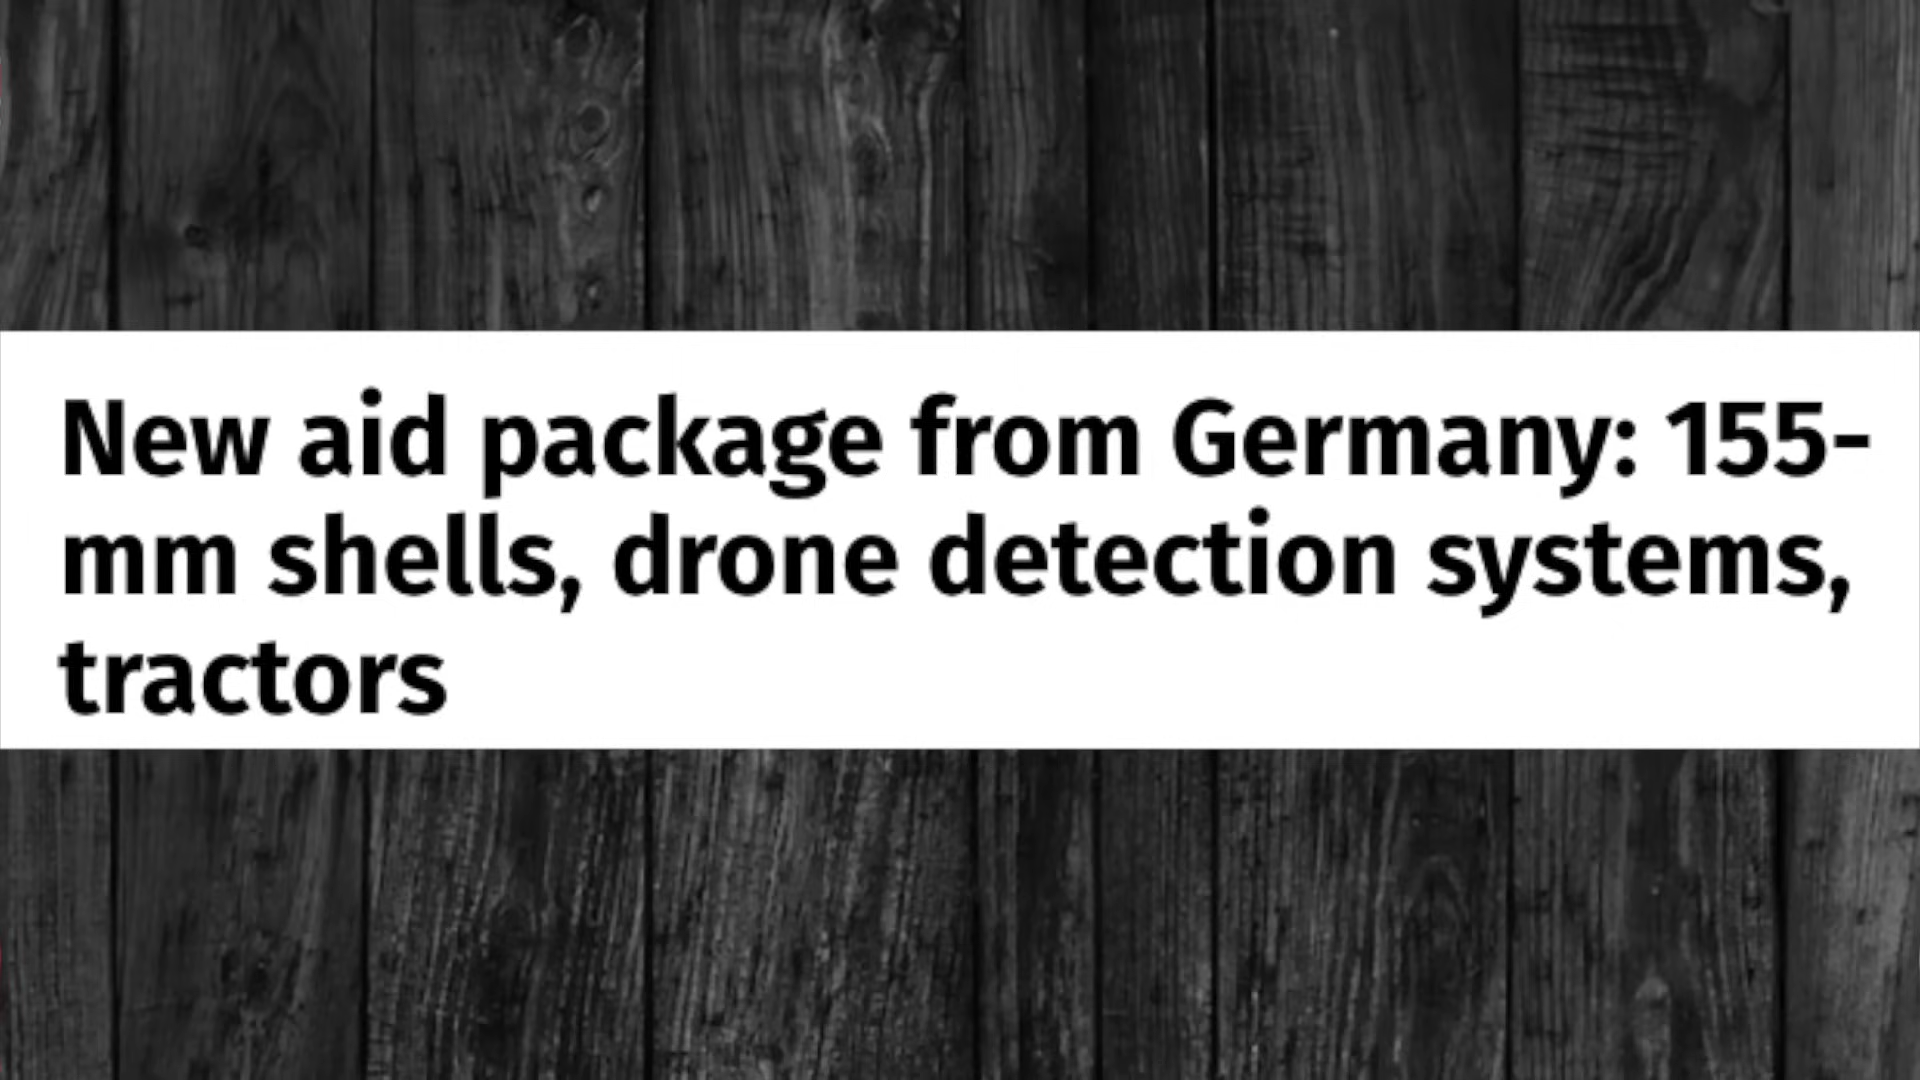 New aid package from Germany: 155-
mm shells, drone detection systems,
tractors